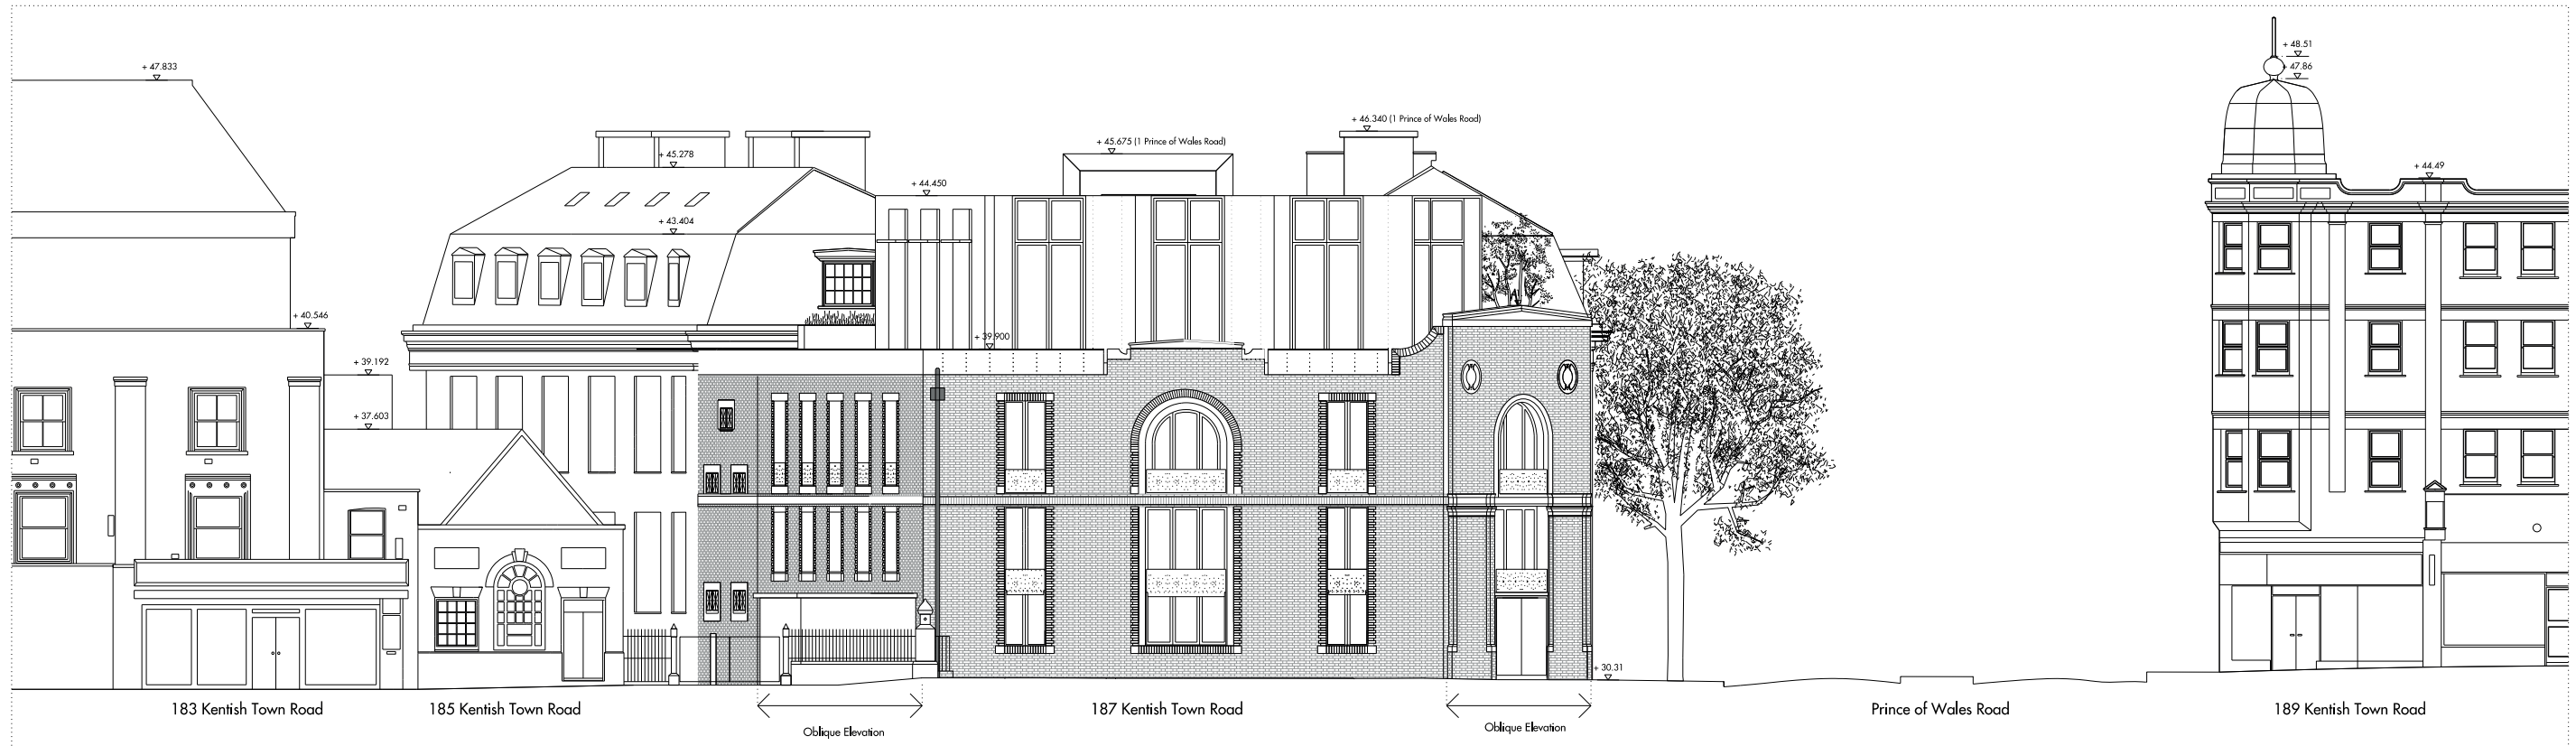 + 48.51
+ 47.86
+ 47.833
+ 46.340 (1 Prince of Wales Road)
+ 45.675 (1 Prince of Wales Road)
+ 45.278
+ 44.49
+ 44.450
+ 43.404
+ 40.546
+ 39.900
+ 39.192
+ 37.603
+ 30.31
183 Kentish Town Road
185 Kentish Town Road
187 Kentish Town Road
Prince of Wales Road
189 Kentish Town Road
Oblique Elevation
Oblique Elevation